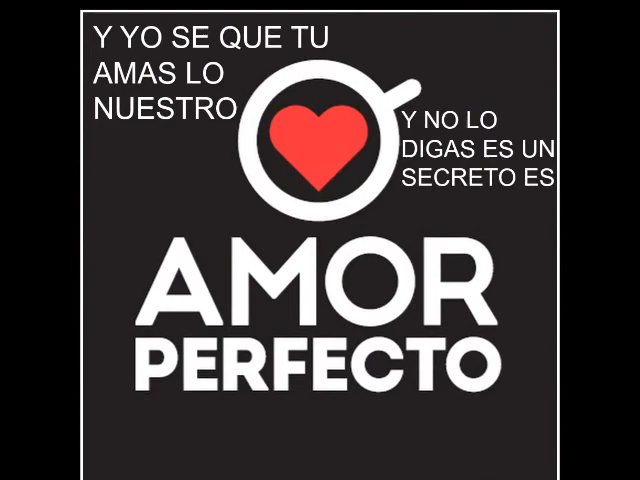 Y YO SE QUE TU
AMAS LO
NUESTRO
Y NO LO
DIGAS ES UN
SECRETO ES
AMOR
PERFECTO